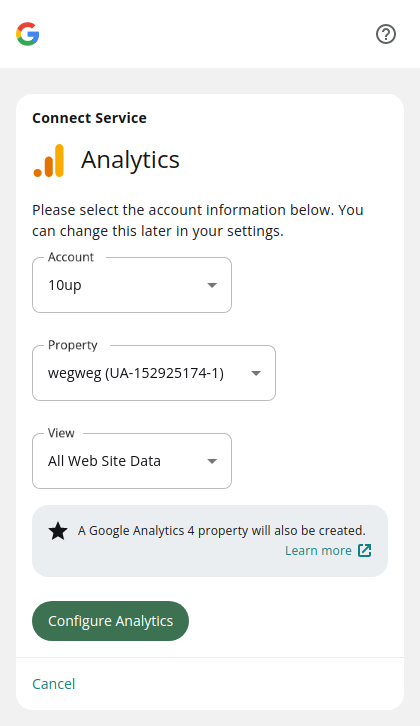 Connect Service
Analytics
Please select the account information below. You
can change this later in your settings.
Account
10up
Property
wegweg (UA-152925174-1)
View
All Web Site Data
A Google Analytics 4 property will also be created.
Learn more
Configure Analytics
Cancel